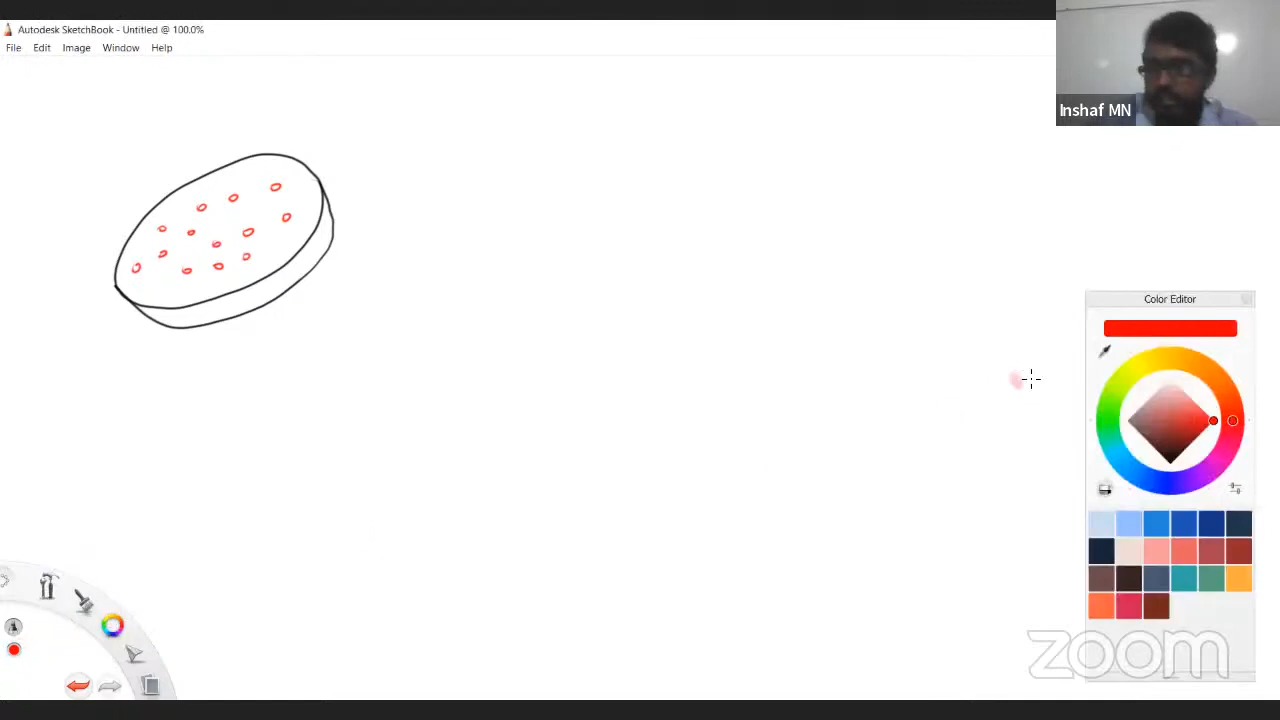 Autodesk SketchBook - Untitled @ 100.0%
File Edit Image Window Help
Inshaf MN
Color Editor
zoom